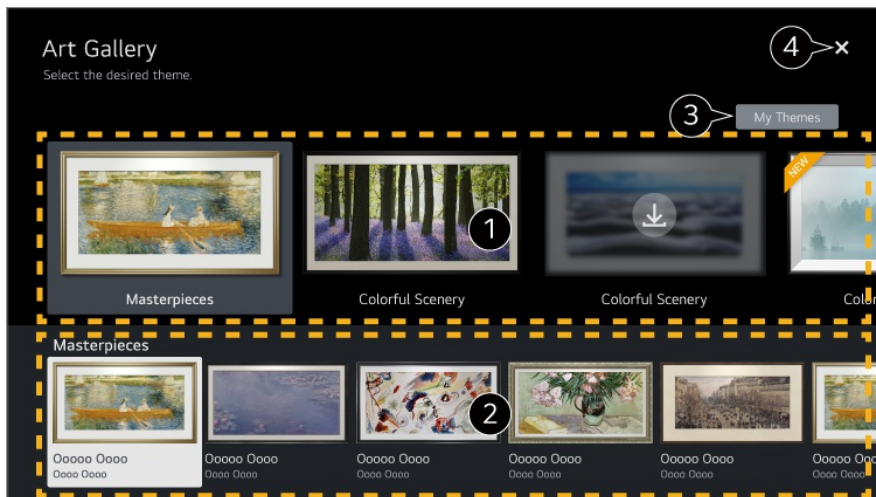 Art Gallery
Select the desired theme.
4
3
My Themes
NEW
1
Masterpieces
Colorful Scenery
Colorful Scenery
Color
Masterpieces
2
Ooooo Oooo
Ooooo Oooo
Ooooo Oooo
Ooooo Oooo
Ooooo Oooo
Ooooo Ooo
Oooo Oooo
Oooo Oooo
Oooo Oooo
Oooo Oooo
Oooo Oooo
Oooo Oooo